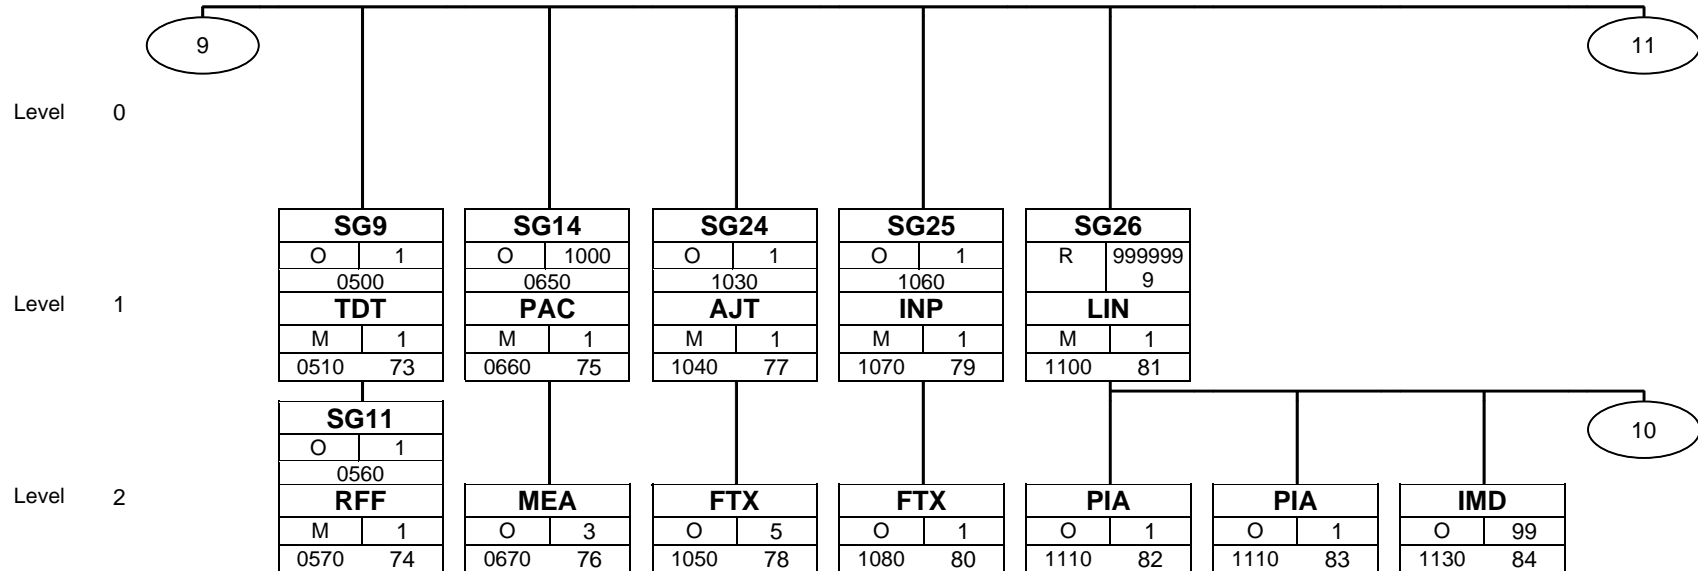 9 11
Level 0
SG9 SG14 SG24 SG25 SG26
O 1 O 1000 O 1 O 1 R 999999
0500 0650 1030 1060 9
Level 1 TDT PAC AJT INP LIN
M 1 M 1 M 1 M 1 M 1
0510 73 0660 75 1040 77 1070 79 1100 81
SG11
10
O 1
0560
Level 2 RFF MEA FTX FTX PIA PIA IMD
M 1 O 3 O 5 O 1 O 1 O 1 O 99
0570 74 0670 76 1050 78 1080 80 1110 82 1110 83 1130 84